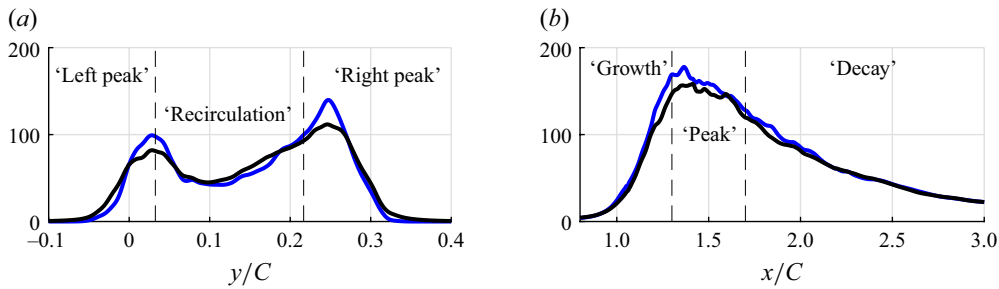 (a)
(b)
200
100
0
–0.1
0
0.1
0.2
0.3
0.4
y/C
‘Left peak’
‘Recirculation’
‘Right peak’
200
100
0
1.0
1.5
2.0
2.5
3.0
x/C
‘Growth’
‘Peak’
‘Decay’